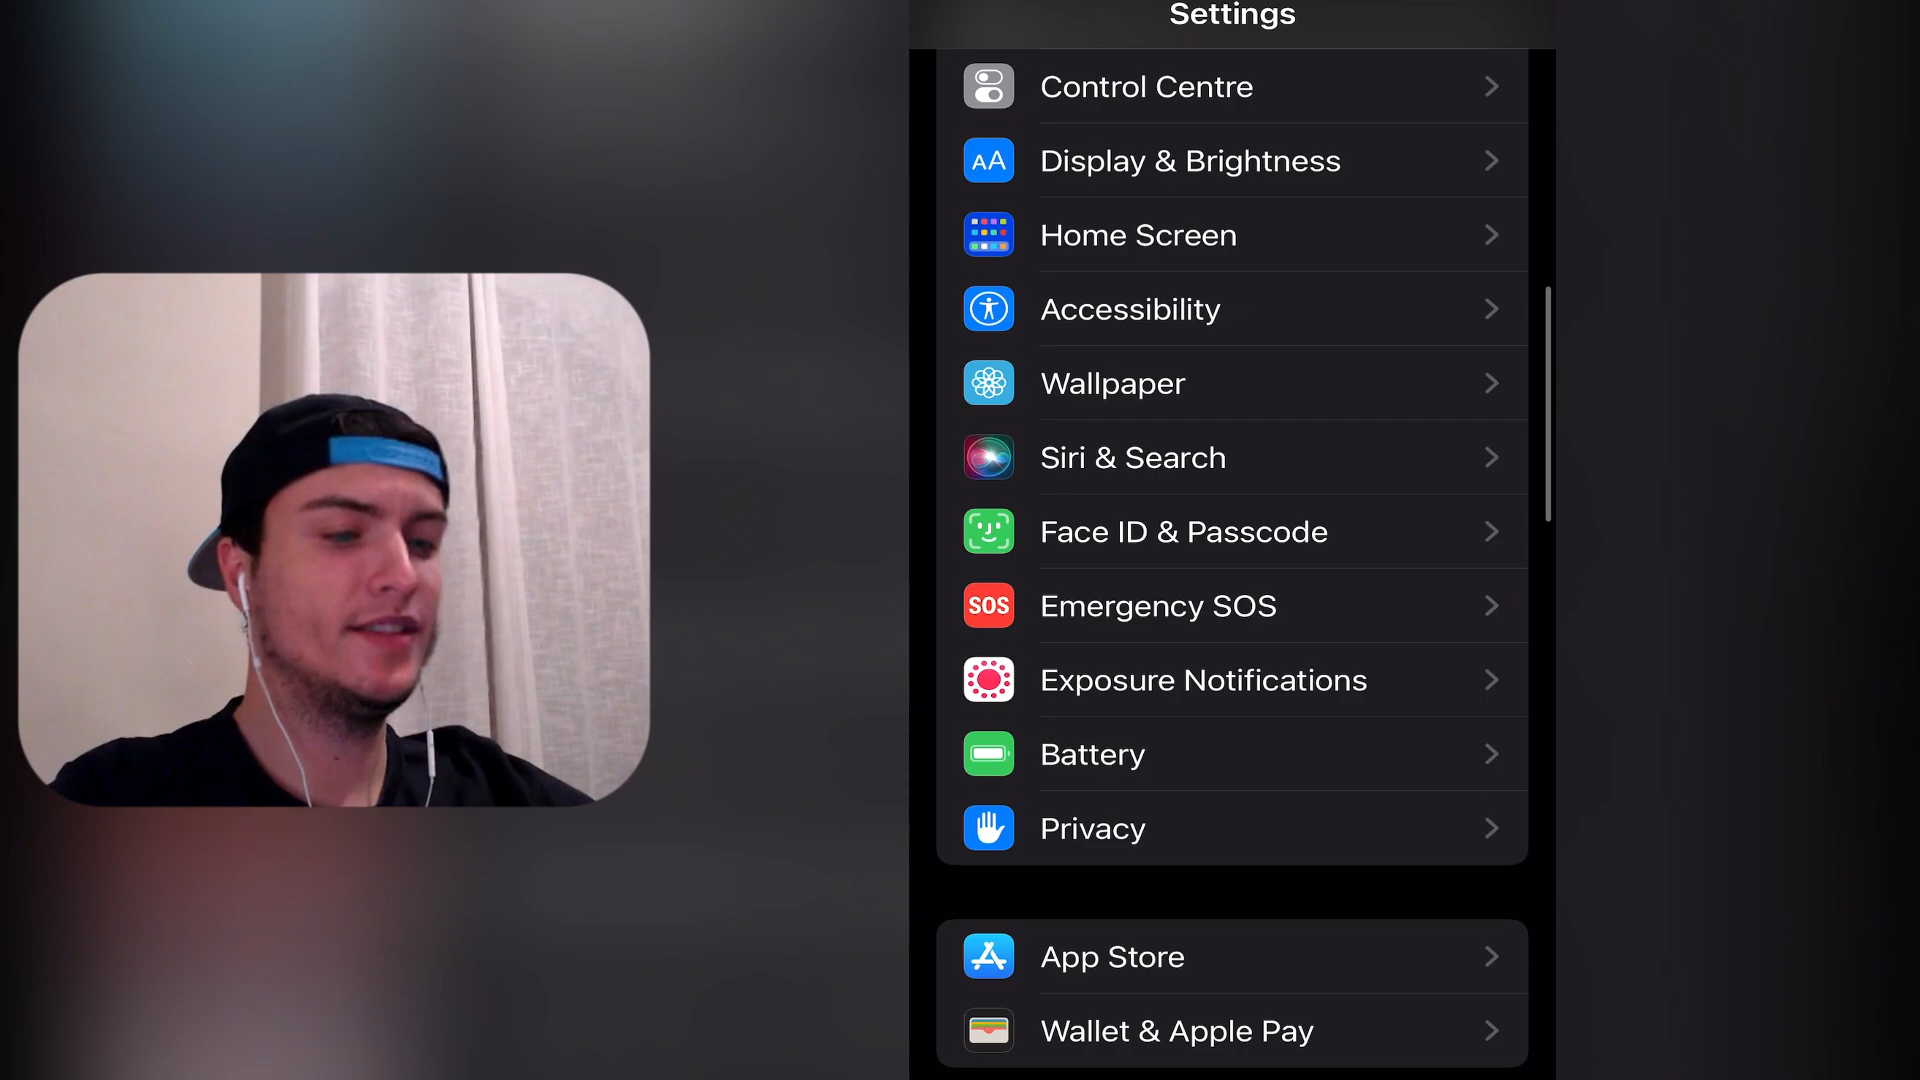 Settings
Control Centre
AA Display & Brightness
Home Screen
Accessibility
Wallpaper
Siri & Search
Face ID & Passcode
SOS Emergency SOS
Exposure Notifications
Battery
Privacy
App Store
Wallet & Apple Pay